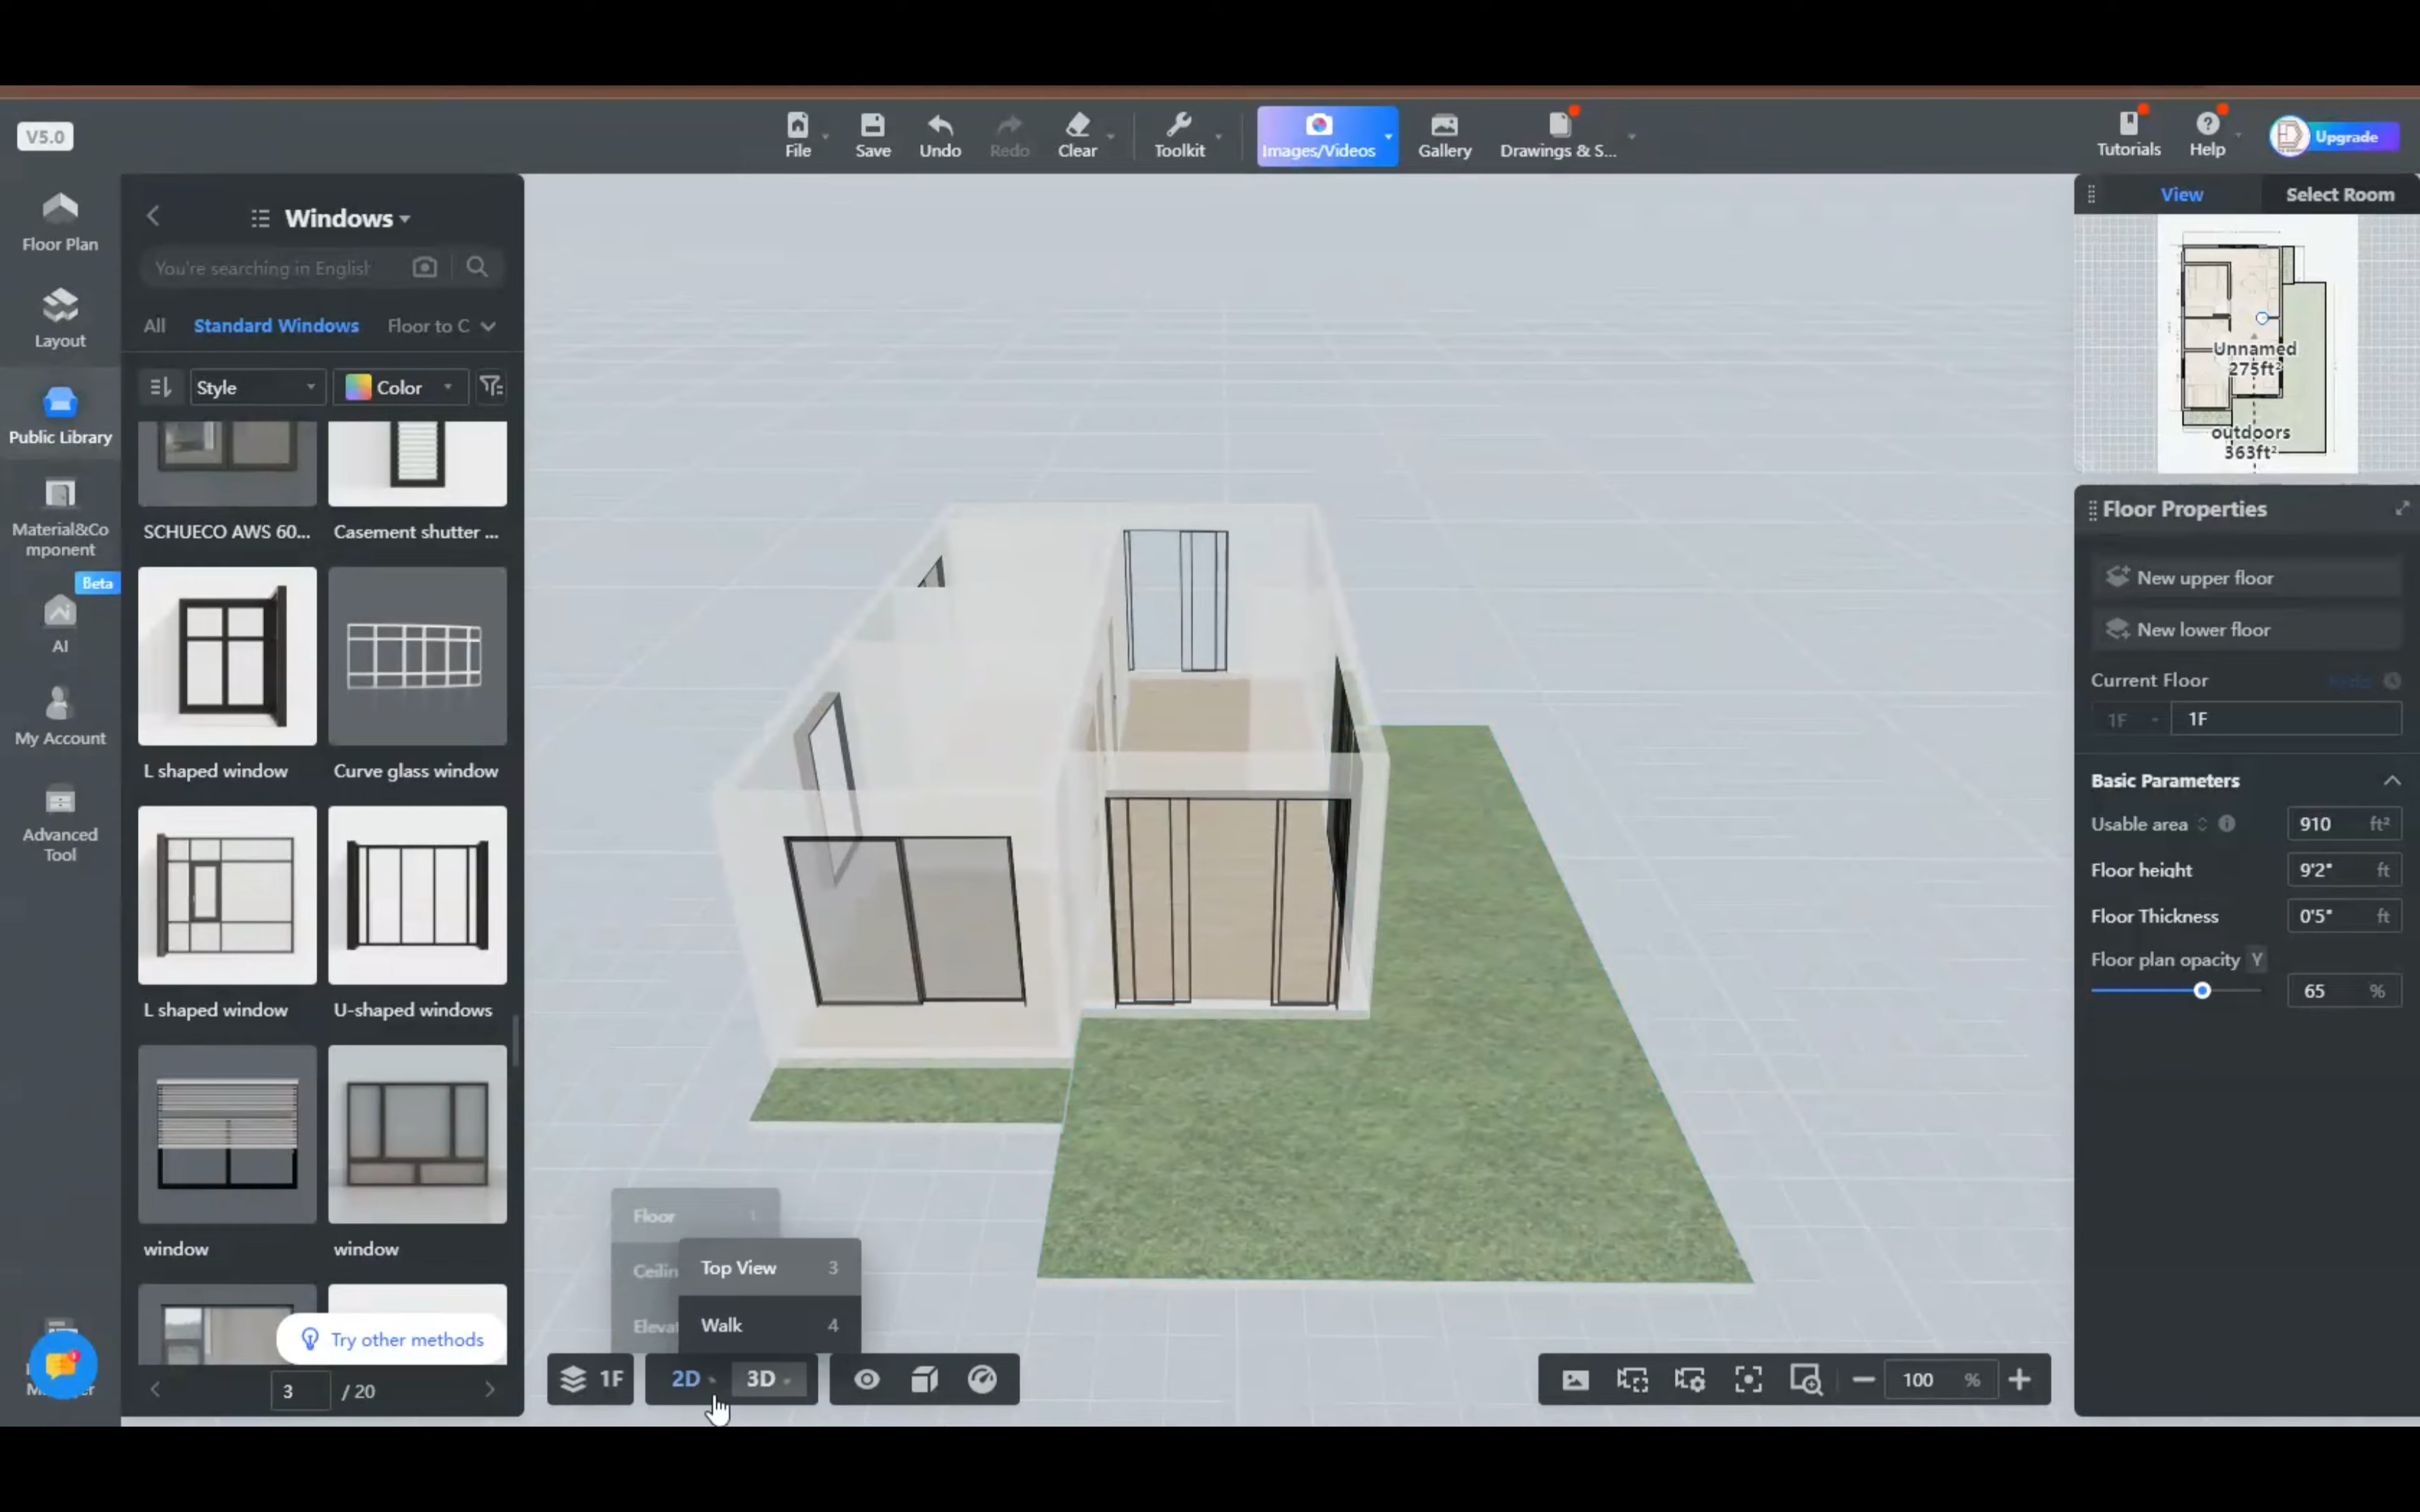 V5.0
File
Save
Undo
Redo
Clear
Toolkit
Images/Videos
Gallery
Drawings & S...
Tutorials
Help
Upgrade
Floor Plan
Layout
Public Library
Material&Co
mponent
Beta
AI
My Account
Advanced
Tool
Windows
You're searching in English
All
Standard Windows
Floor to C
Style
Color
SCHUECO AWS 60...
Casement shutter ...
L shaped window
Curve glass window
L shaped window
U-shaped windows
window
window
Try other methods
3 / 20
Floor
Top View 3
Walk 4
1F
2D
3D
100 %
View
Select Room
Unnamed
275ft²
outdoors
363ft²
Floor Properties
New upper floor
New lower floor
Current Floor
1F
1F
Basic Parameters
Usable area
910 ft²
Floor height
9'2" ft
Floor Thickness
0'5" ft
Floor plan opacity Y
65 %